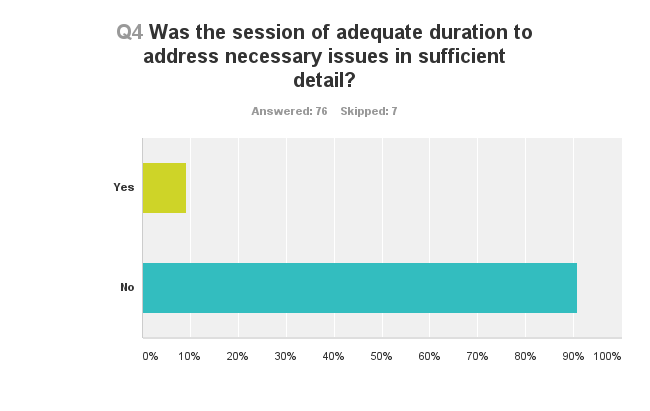 Q4 Was the session of adequate duration to
address necessary issues in sufficient
detail?
Answered: 76 Skipped: 7
Yes
No
0% 10% 20% 30% 40% 50% 60% 70% 80% 90% 100%